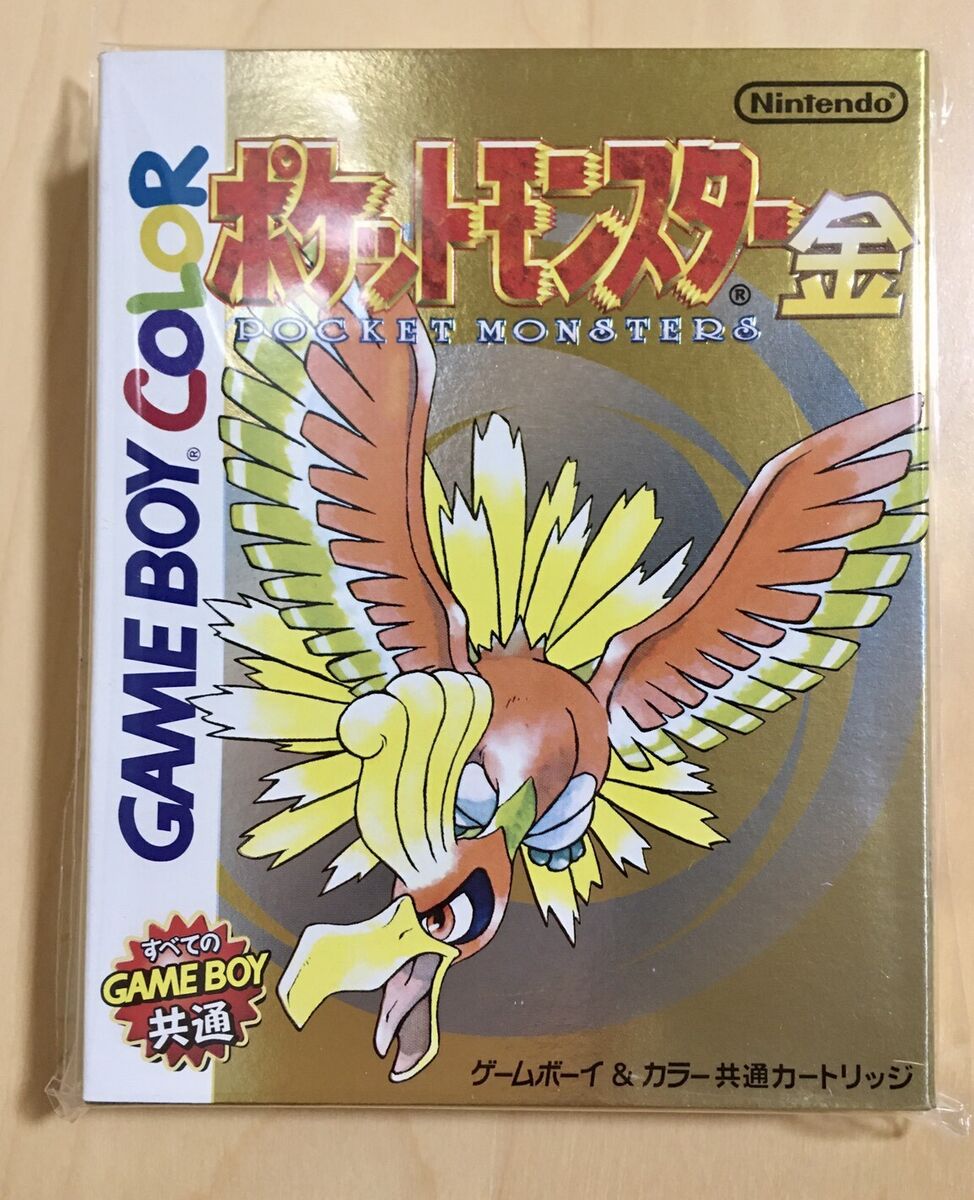 Nintendo®
ポケットモンスター金
®
POCKET MONSTERS
GAME BOY® COLOR
すべての
GAME BOY
共通
ゲームボーイ & カラー共通カートリッジ